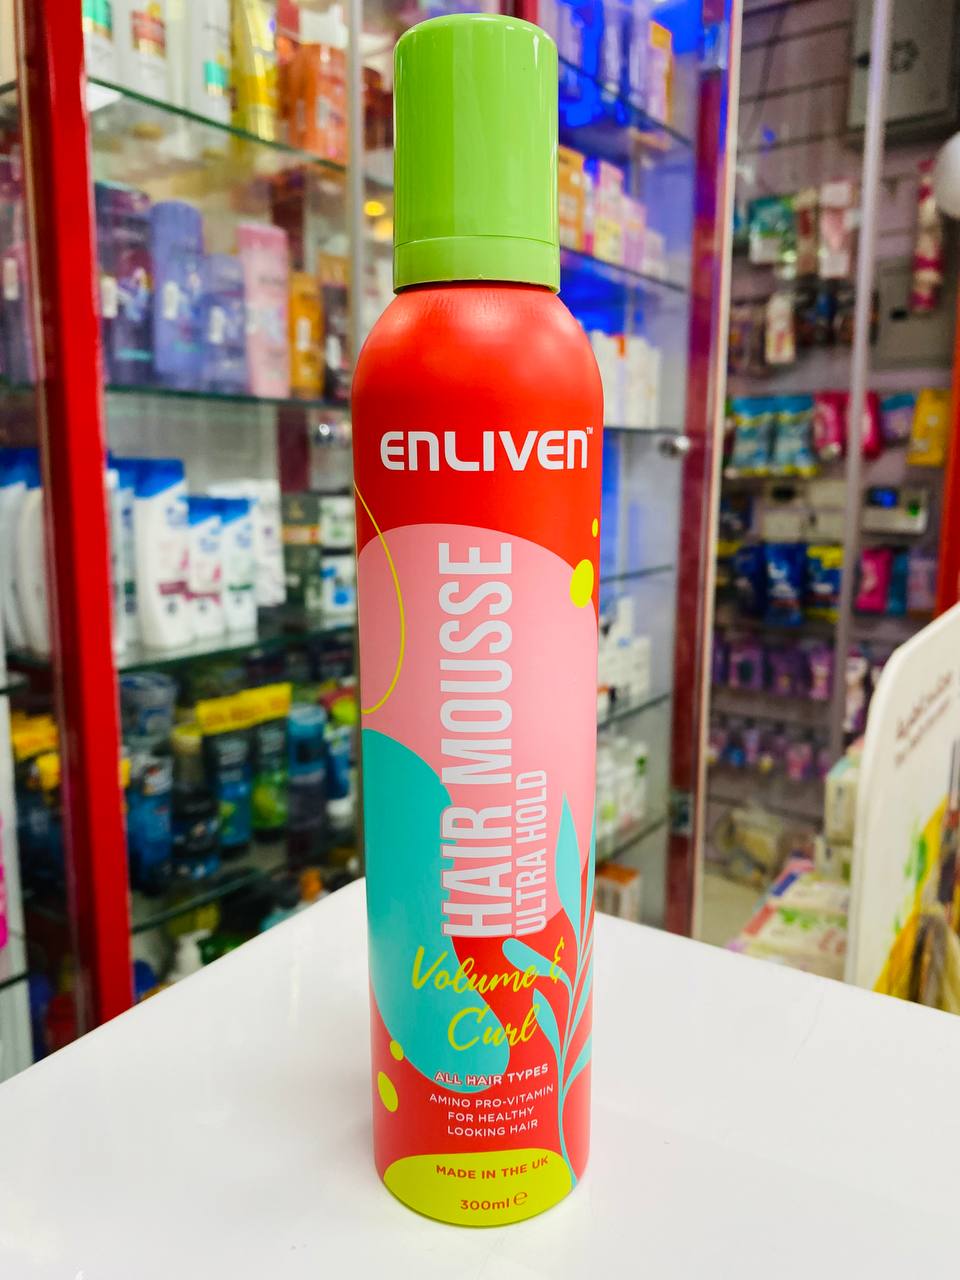 ENLIVEN™
HAIR MOUSSE
ULTRA HOLD
Volume &
Curl
ALL HAIR TYPES
AMINO PRO-VITAMIN
FOR HEALTHY
LOOKING HAIR
MADE IN THE UK
300ml ℮